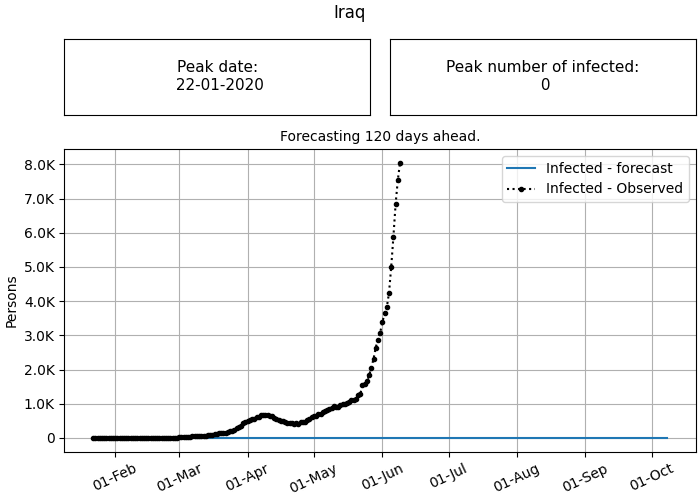 Iraq
Peak date:
22-01-2020
Peak number of infected:
0
Forecasting 120 days ahead.
Infected - forecast
Infected - Observed
Persons
8.0K
7.0K
6.0K
5.0K
4.0K
3.0K
2.0K
1.0K
0
01-Feb
01-Mar
01-Apr
01-May
01-Jun
01-Jul
01-Aug
01-Sep
01-Oct